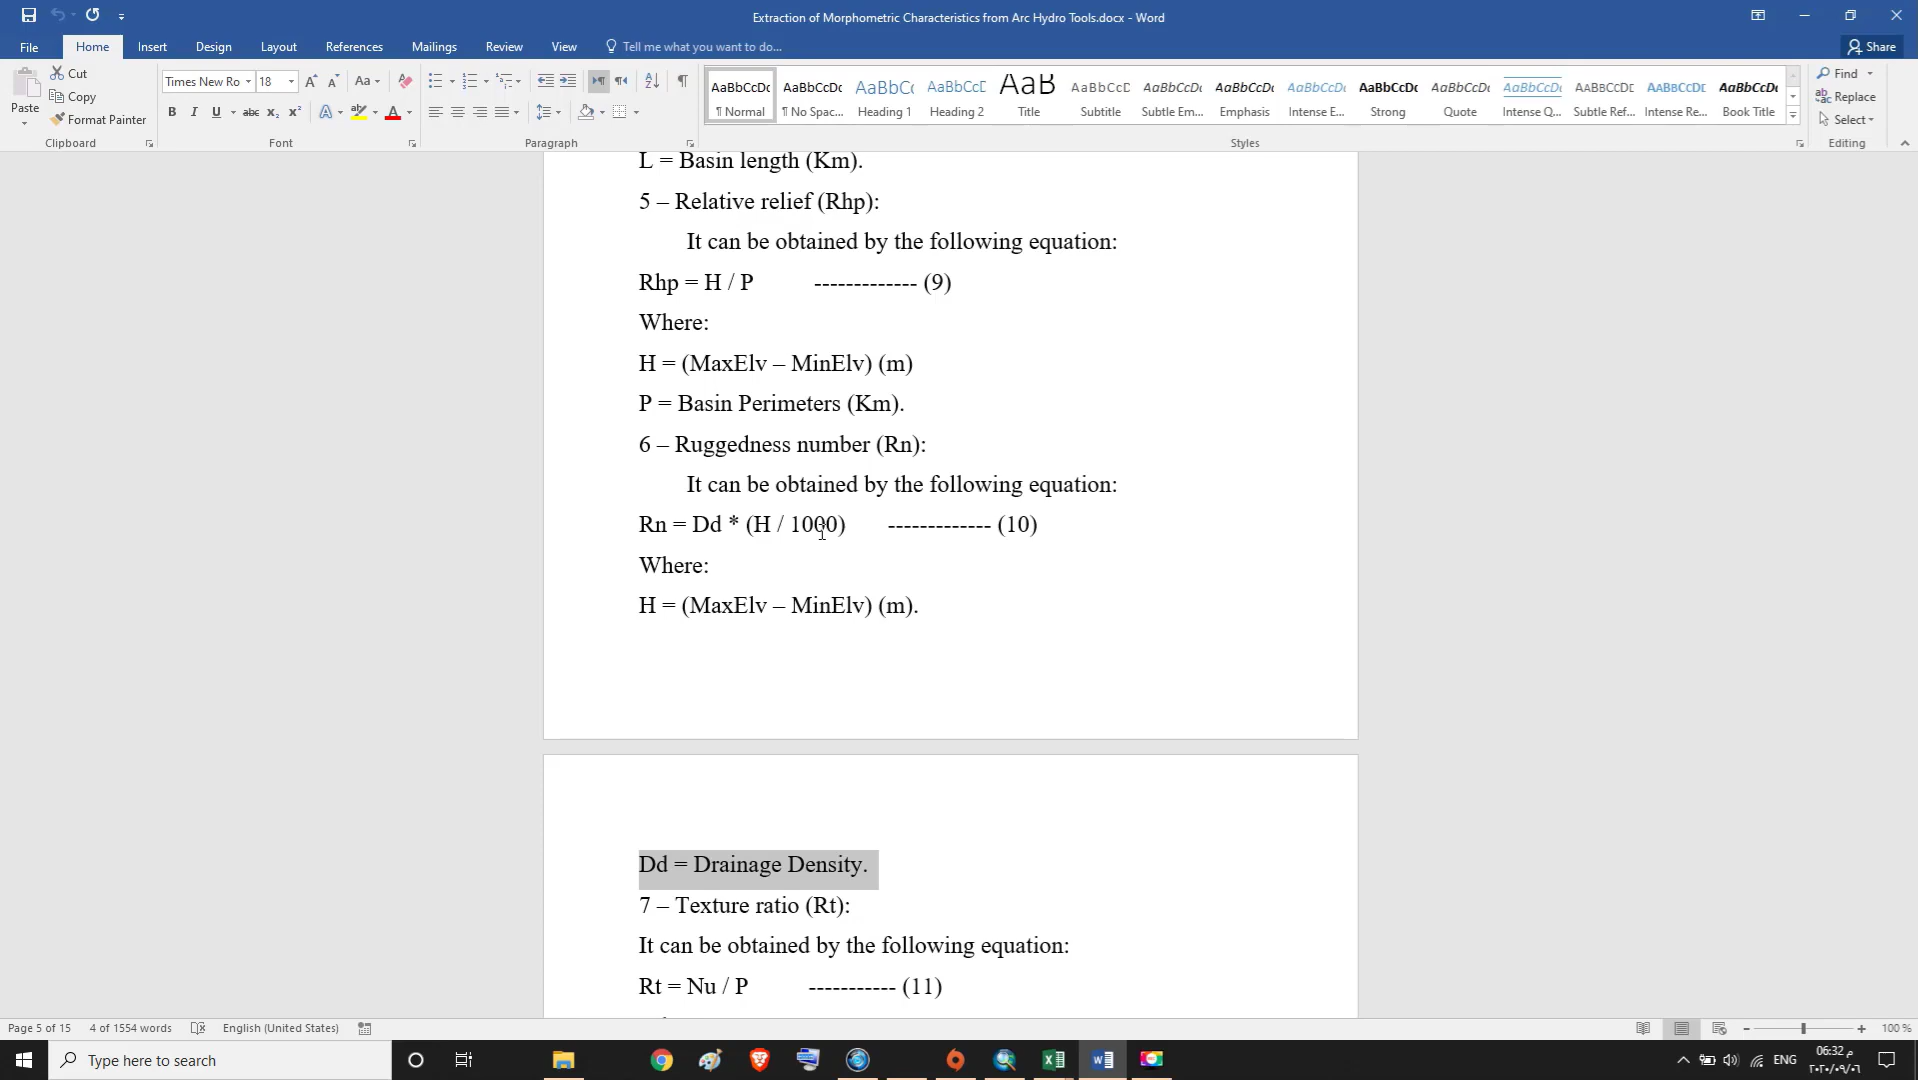 Extraction of Morphometric Characteristics from Arc Hydro Tools.docx - Word
File Home Insert Design Layout References Mailings Review View Tell me what you want to do... Share
Paste
Cut
Copy
Format Painter
Clipboard
Times New Ro 18
Font
Paragraph
AaBbCcDc AaBbCcDc AaBbCc AaBbCcE AaB AaBbCcD AaBbCcDc AaBbCcDc AaBbCcDc AaBbCcDc AaBbCcDc AaBbCcDc AABBCCDC AABBCCDC AaBbCcDc
¶ Normal ¶ No Spac... Heading 1 Heading 2 Title Subtitle Subtle Em... Emphasis Intense E... Strong Quote Intense Q... Subtle Ref... Intense Re... Book Title
Styles
Find
Replace
Select
Editing
L = Basin length (Km).
5 – Relative relief (Rhp):
It can be obtained by the following equation:
Rhp = H / P ------------- (9)
Where:
H = (MaxElv – MinElv) (m)
P = Basin Perimeters (Km).
6 – Ruggedness number (Rn):
It can be obtained by the following equation:
Rn = Dd * (H / 1000) ------------- (10)
Where:
H = (MaxElv – MinElv) (m).
Dd = Drainage Density.
7 – Texture ratio (Rt):
It can be obtained by the following equation:
Rt = Nu / P ----------- (11)
Page 5 of 15 4 of 1554 words English (United States) 100 %
Type here to search
ENG
06:32 م
٢٠٢٠/٠٩/٠٦